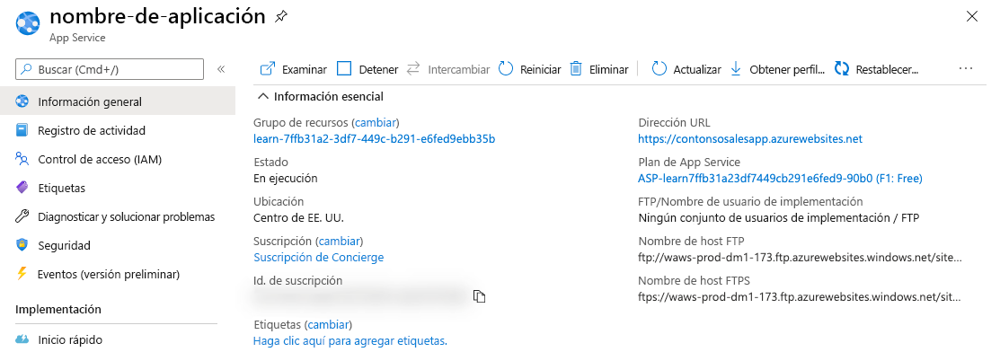 nombre-de-aplicación
App Service
Buscar (Cmd+/)
Información general
Registro de actividad
Control de acceso (IAM)
Etiquetas
Diagnosticar y solucionar problemas
Seguridad
Eventos (versión preliminar)
Implementación
Inicio rápido
Examinar
Detener
Intercambiar
Reiniciar
Eliminar
Actualizar
Obtener perfil...
Restablecer...
Información esencial
Grupo de recursos (cambiar)
learn-7ffb31a2-3df7-449c-b291-e6fed9ebb35b
Estado
En ejecución
Ubicación
Centro de EE. UU.
Suscripción (cambiar)
Suscripción de Concierge
Id. de suscripción
Etiquetas (cambiar)
Haga clic aquí para agregar etiquetas.
Dirección URL
https://contonsosalesapp.azurewebsites.net
Plan de App Service
ASP-learn7ffb31a23df7449cb291e6fed9-90b0 (F1: Free)
FTP/Nombre de usuario de implementación
Ningún conjunto de usuarios de implementación / FTP
Nombre de host FTP
ftp://waws-prod-dm1-173.ftp.azurewebsites.windows.net/site...
Nombre de host FTPS
ftps://waws-prod-dm1-173.ftp.azurewebsites.windows.net/sit...